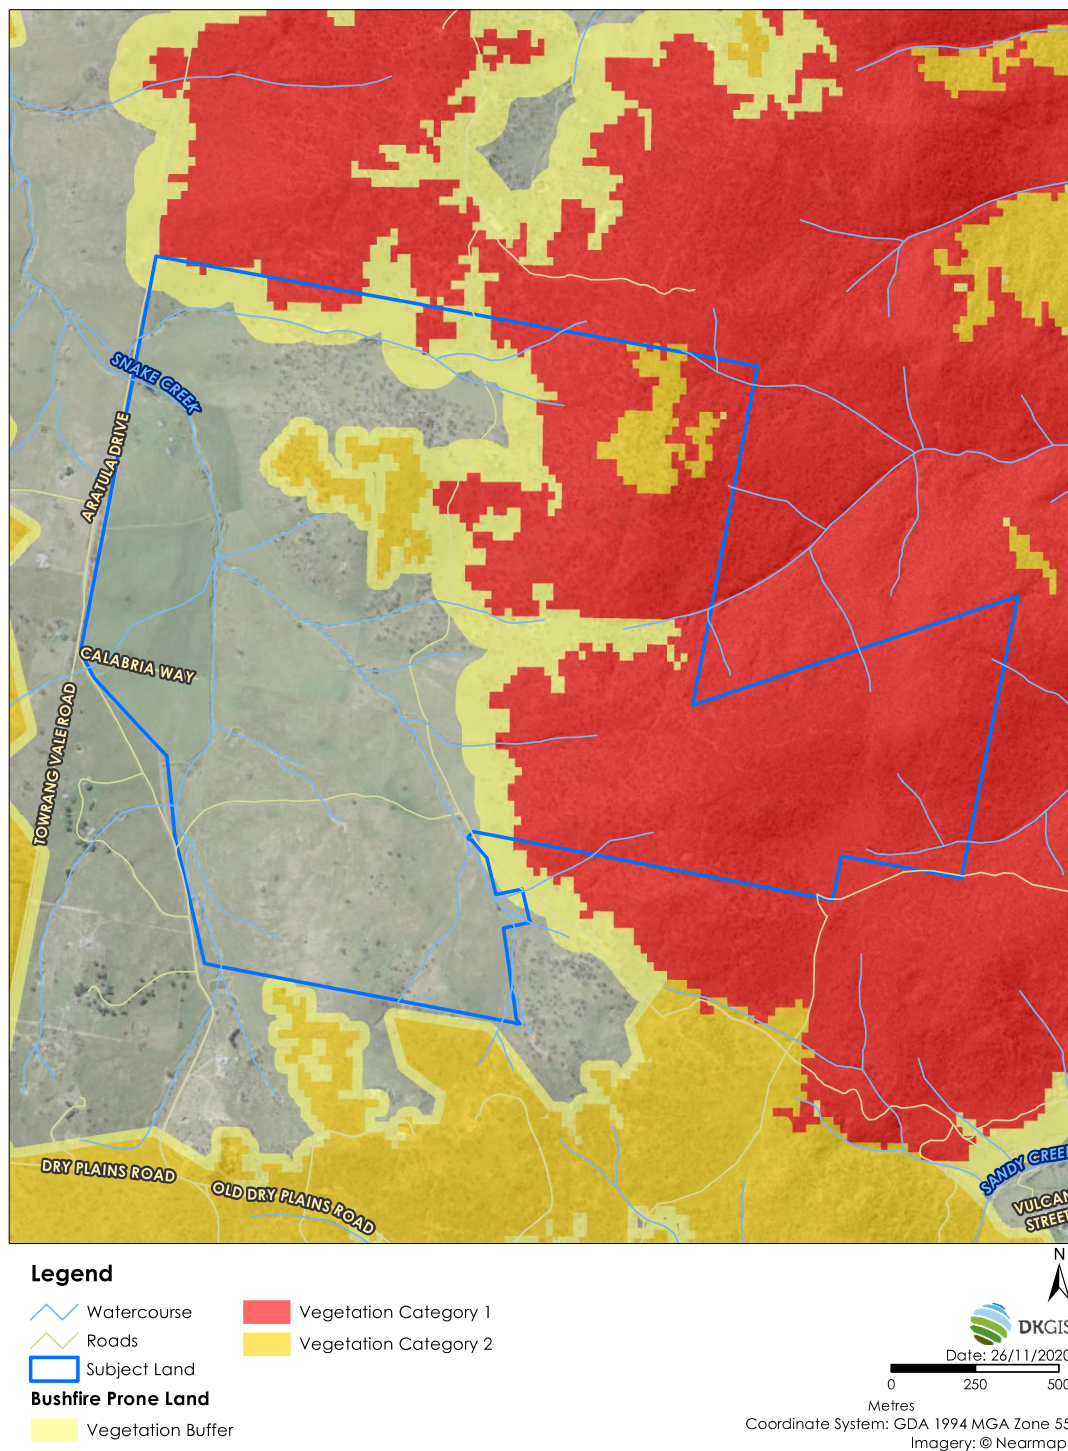 SNAKE CREEK
ARATULA DRIVE
CALABRIA WAY
TOWRANG VALE ROAD
DRY PLAINS ROAD
OLD DRY PLAINS ROAD
SANDY CREEK
VULCAN
STREET
Legend
Watercourse
Roads
Subject Land
Bushfire Prone Land
Vegetation Buffer
Vegetation Category 1
Vegetation Category 2
N
DKGIS
Date: 26/11/2020
0 250 500
Metres
Coordinate System: GDA 1994 MGA Zone 55
Imagery: © Nearmap